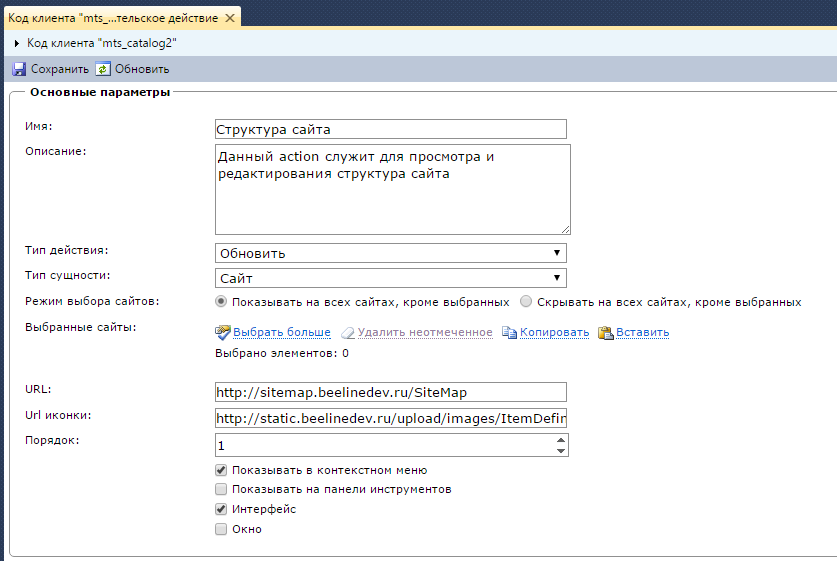 Код клиента "mts_...тельское действие
Код клиента "mts_catalog2"
Сохранить Обновить
Основные параметры
Имя: Структура сайта
Описание: Данный action служит для просмотра и
редактирования структура сайта
Тип действия: Обновить
Тип сущности: Сайт
Режим выбора сайтов: Показывать на всех сайтах, кроме выбранных Скрывать на всех сайтах, кроме выбранных
Выбранные сайты: Выбрать больше Удалить неотмеченное Копировать Вставить
Выбрано элементов: 0
URL: http://sitemap.beelinedev.ru/SiteMap
Url иконки: http://static.beelinedev.ru/upload/images/ItemDefin
Порядок: 1
Показывать в контекстном меню
Показывать на панели инструментов
Интерфейс
Окно